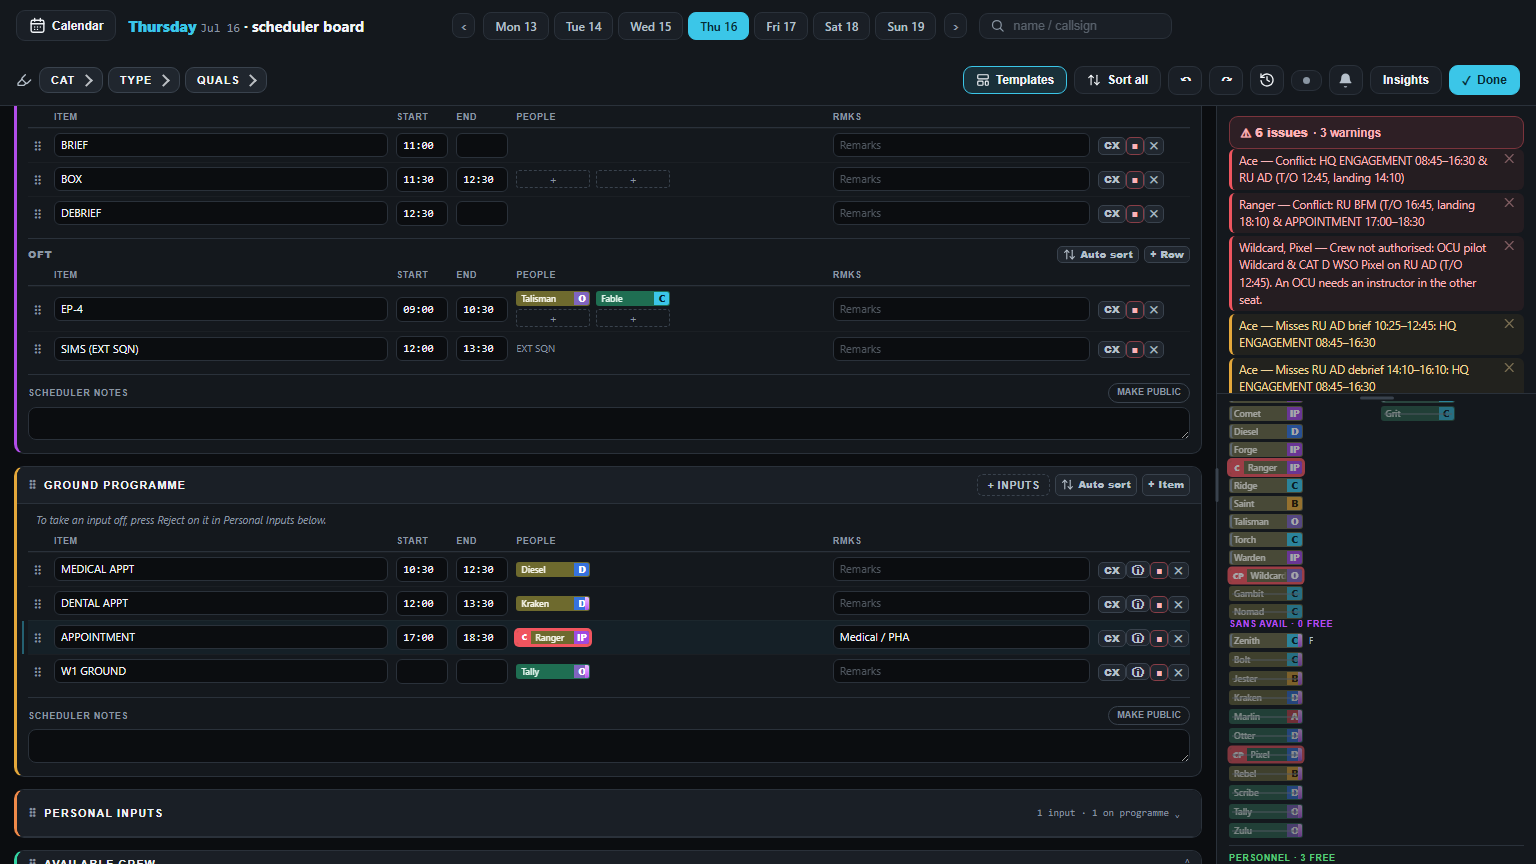 Calendar
Thursday Jul 16 · scheduler board
‹ Mon 13 Tue 14 Wed 15 Thu 16 Fri 17 Sat 18 Sun 19 ›
name / callsign
CAT TYPE QUALS
Templates Sort all Insights ✓ Done
ITEM START END PEOPLE RMKS
BRIEF 11:00 Remarks CX
BOX 11:30 12:30 + + Remarks CX
DEBRIEF 12:30 Remarks CX
OFT Auto sort + Row
ITEM START END PEOPLE RMKS
EP-4 09:00 10:30 Talisman O Fable C + + Remarks CX
SIMS (EXT SQN) 12:00 13:30 EXT SQN Remarks CX
SCHEDULER NOTES MAKE PUBLIC
GROUND PROGRAMME + INPUTS Auto sort + Item
To take an input off, press Reject on it in Personal Inputs below.
ITEM START END PEOPLE RMKS
MEDICAL APPT 10:30 12:30 Diesel D Remarks CX
DENTAL APPT 12:00 13:30 Kraken D Remarks CX
APPOINTMENT 17:00 18:30 C Ranger IP Medical / PHA CX
W1 GROUND Tally O Remarks CX
SCHEDULER NOTES MAKE PUBLIC
PERSONAL INPUTS 1 input · 1 on programme
AVAILABLE CREW
⚠ 6 issues · 3 warnings
Ace — Conflict: HQ ENGAGEMENT 08:45–16:30 &
RU AD (T/O 12:45, landing 14:10)
Ranger — Conflict: RU BFM (T/O 16:45, landing
18:10) & APPOINTMENT 17:00–18:30
Wildcard, Pixel — Crew not authorised: OCU pilot
Wildcard & CAT D WSO Pixel on RU AD (T/O
12:45). An OCU needs an instructor in the other
seat.
Ace — Misses RU AD brief 10:25–12:45: HQ
ENGAGEMENT 08:45–16:30
Ace — Misses RU AD debrief 14:10–16:10: HQ
ENGAGEMENT 08:45–16:30
Comet IP Grit C
Diesel D
Forge IP
C Ranger IP
Ridge C
Saint B
Talisman O
Torch C
Warden IP
CP Wildcard O
Gambit C
Nomad C
SANS AVAIL · 0 FREE
Zenith C F
Bolt C
Jester B
Kraken D
Marlin A
Otter D
CP Pixel D
Rebel B
Scribe D
Tally O
Zulu O
PERSONNEL · 3 FREE